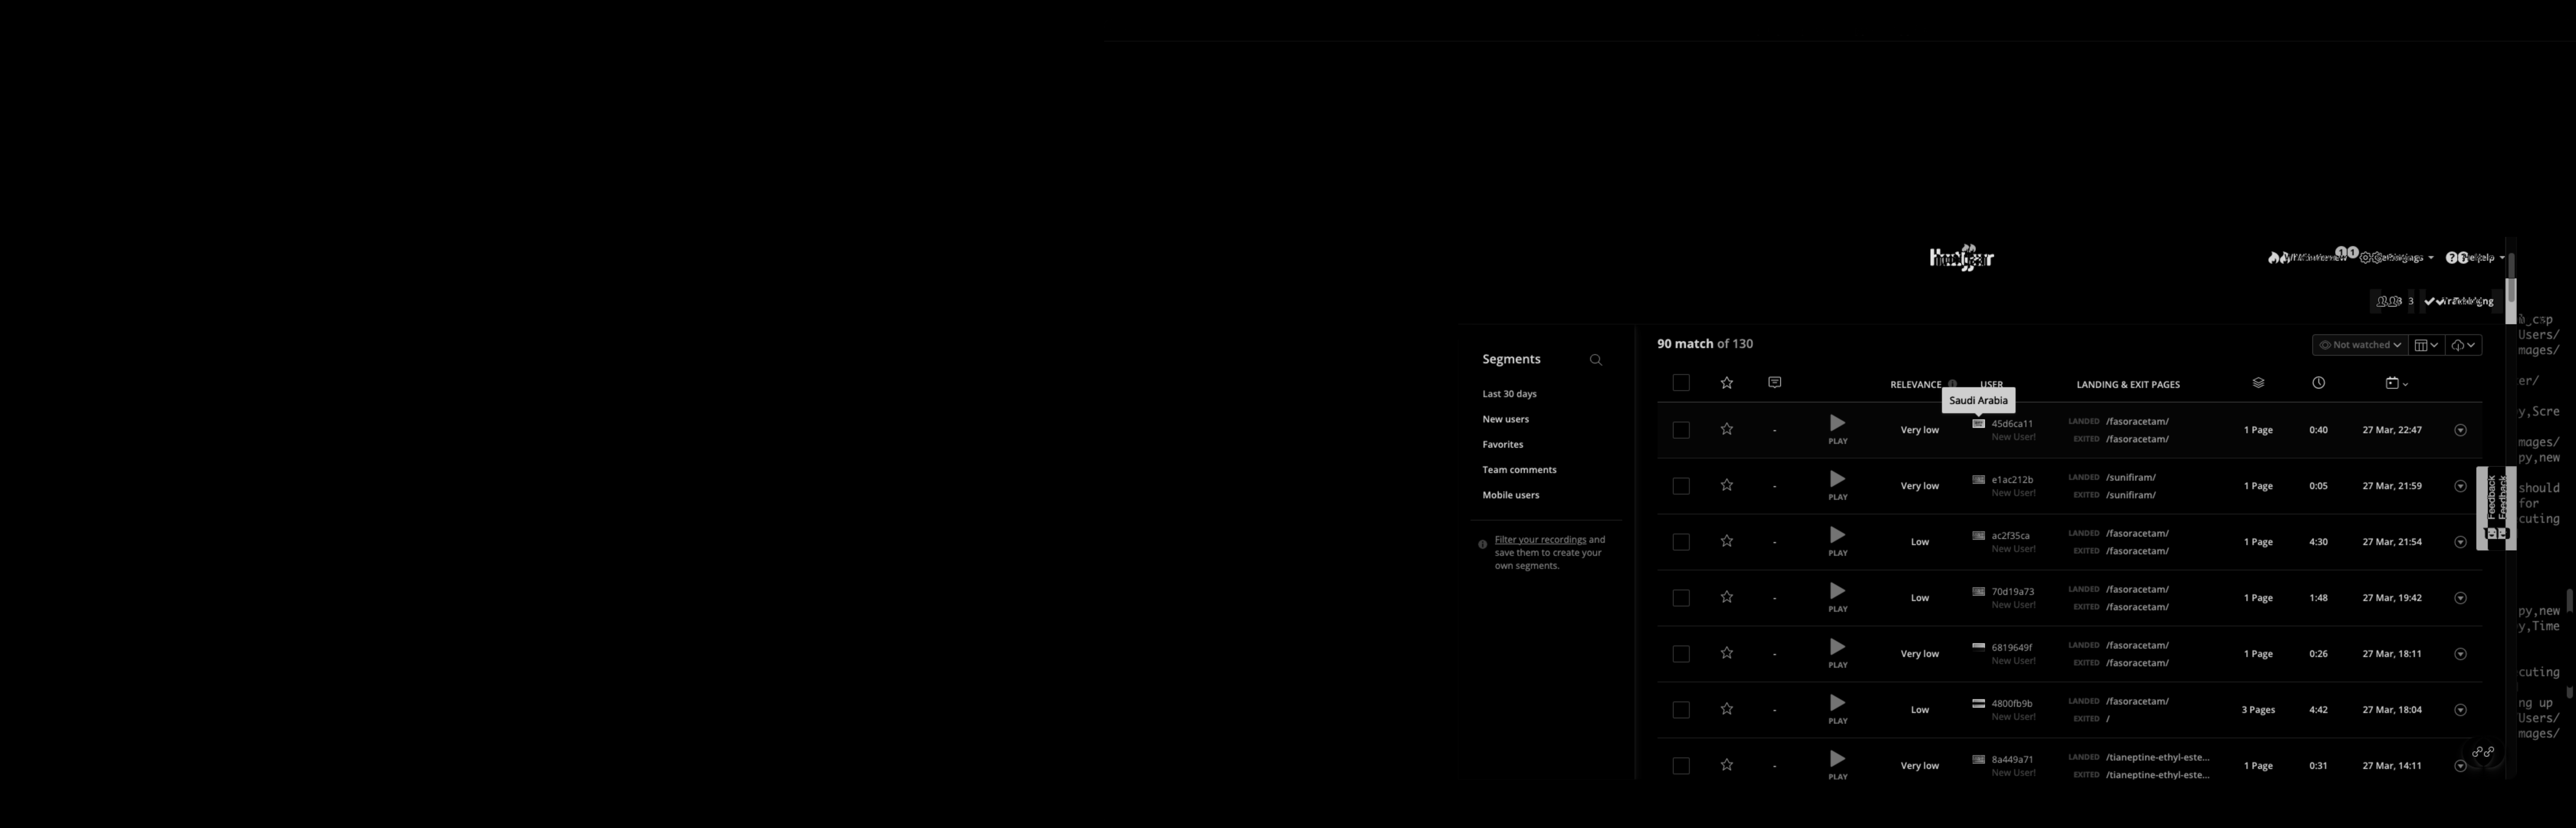 Hotjar
3 3
Segments
Last 30 days
New users
Favorites
Team comments
Mobile users
Filter your recordings and
save them to create your
own segments.
90 match of 130
Not watched
RELEVANCE USER LANDING & EXIT PAGES
Saudi Arabia
PLAY Very low 45d6ca11 New User! LANDED /fasoracetam/ EXITED /fasoracetam/ 1 Page 0:40 27 Mar, 22:47
PLAY Very low e1ac212b New User! LANDED /sunifiram/ EXITED /sunifiram/ 1 Page 0:05 27 Mar, 21:59
PLAY Low ac2f35ca New User! LANDED /fasoracetam/ EXITED /fasoracetam/ 1 Page 4:30 27 Mar, 21:54
PLAY Low 70d19a73 New User! LANDED /fasoracetam/ EXITED /fasoracetam/ 1 Page 1:48 27 Mar, 19:42
PLAY Very low 6819649f New User! LANDED /fasoracetam/ EXITED /fasoracetam/ 1 Page 0:26 27 Mar, 18:11
PLAY Low 4800fb9b New User! LANDED /fasoracetam/ EXITED / 3 Pages 4:42 27 Mar, 18:04
PLAY Very low 8a449a71 New User! LANDED /tianeptine-ethyl-este... EXITED /tianeptine-ethyl-este... 1 Page 0:31 27 Mar, 14:11
Feedback
Feedback
Users/
mages/
er/
y,Scre
mages/
py,new
should
for
cuting
py,new
y,Time
cuting
ng up
Users/
mages/